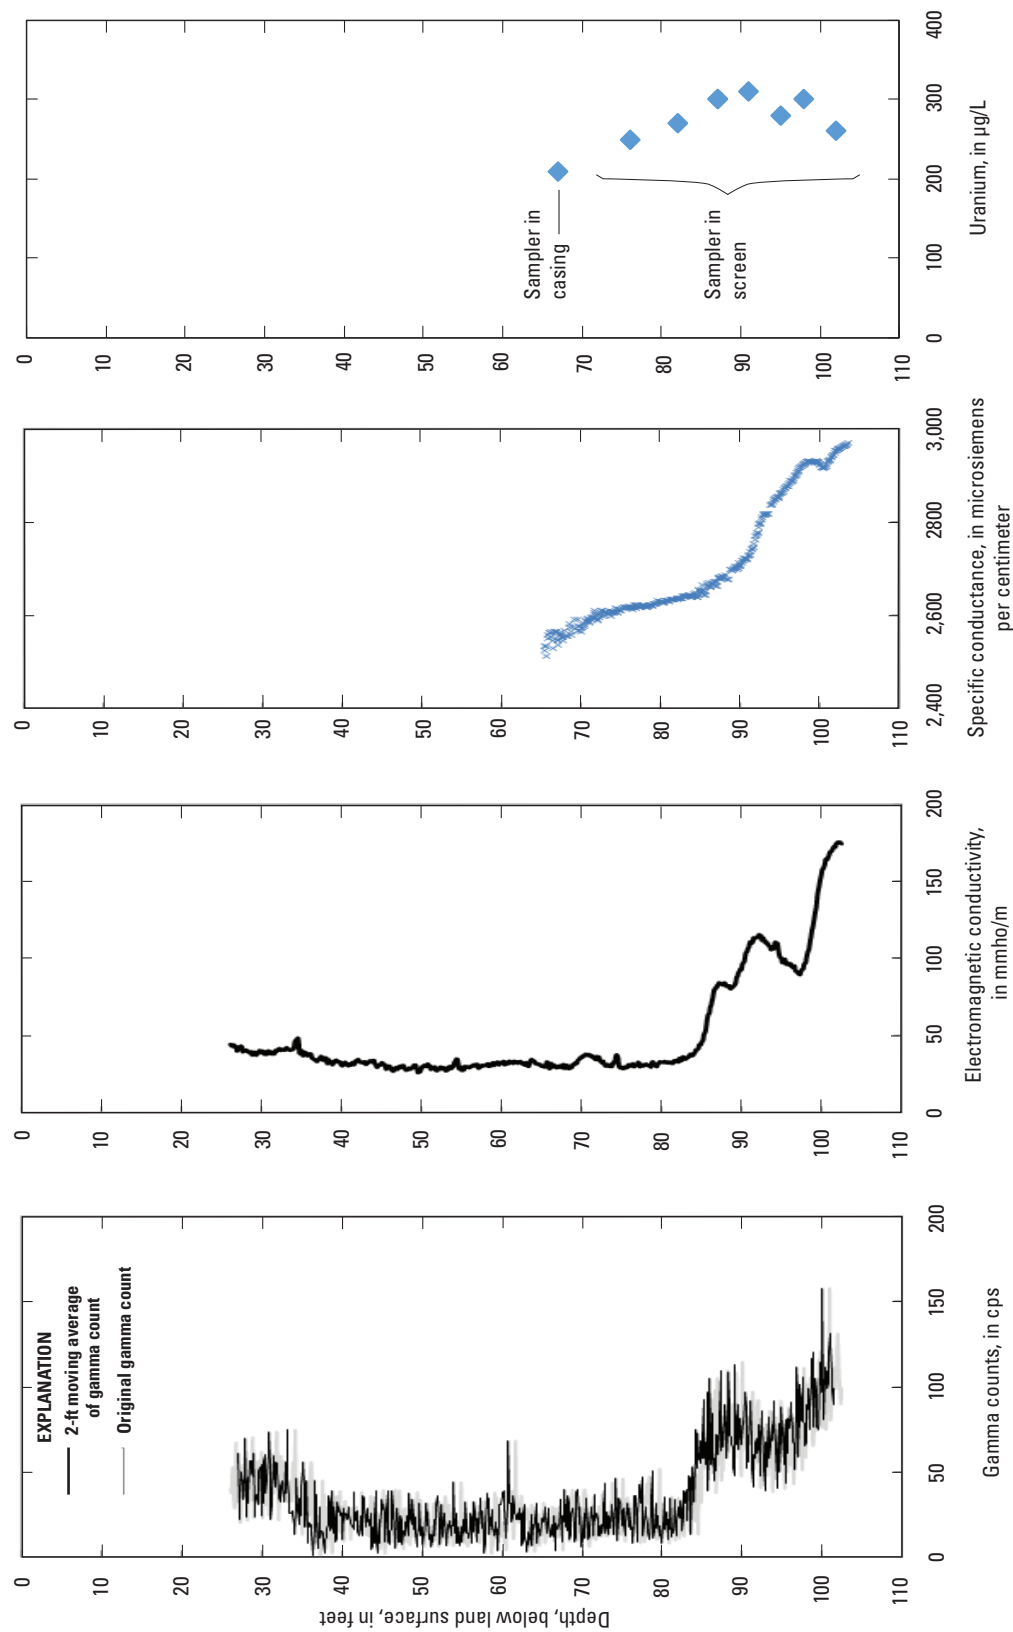 Depth, below land surface, in feet
0
10
20
30
40
50
60
70
80
90
100
110
EXPLANATION
2-ft moving average
of gamma count
Original gamma count
0 50 100 150 200
Gamma counts, in cps
0
10
20
30
40
50
60
70
80
90
100
110
0 50 100 150 200
Electromagnetic conductivity,
in mmho/m
0
10
20
30
40
50
60
70
80
90
100
110
2,400 2,600 2800 3,000
Specific conductance, in microsiemens
per centimeter
0
10
20
30
40
50
60
70
80
90
100
110
Sampler in
casing
Sampler in
screen
0 100 200 300 400
Uranium, in µg/L